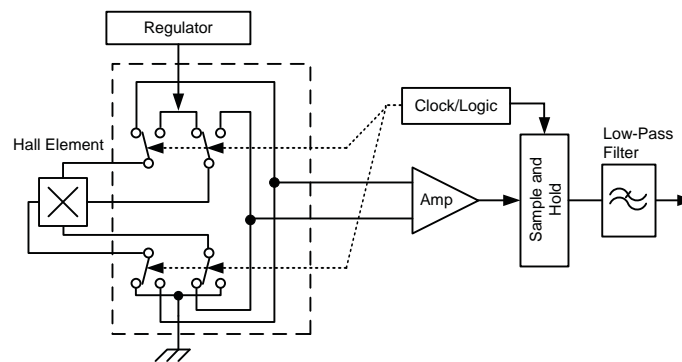 Regulator
Clock/Logic
Hall Element
Low-Pass
Filter
Amp
Sample and
Hold